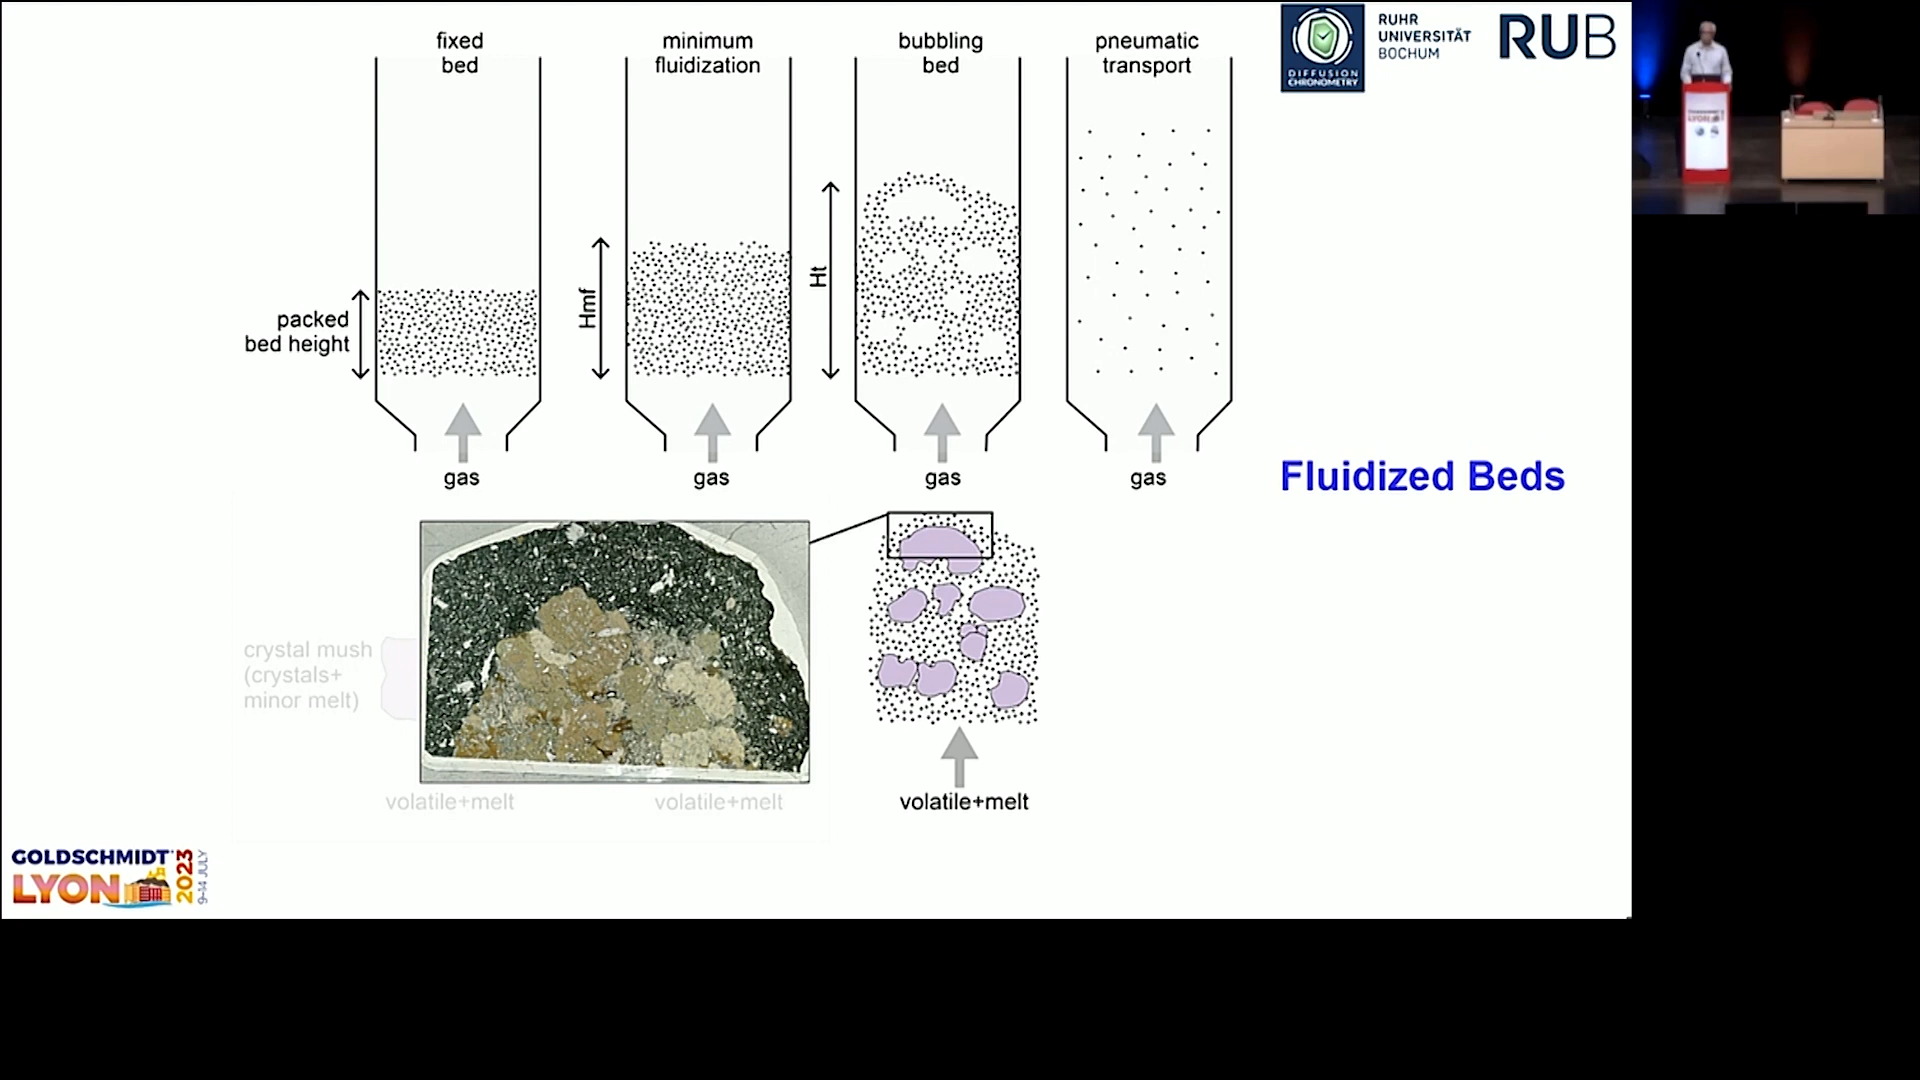 fixed
bed
minimum
fluidization
bubbling
bed
pneumatic
transport
DIFFUSION
CHRONOMETRY
RUHR
UNIVERSITÄT
BOCHUM
RUB
packed
bed height
Hmf
Ht
gas
gas
gas
gas
Fluidized Beds
crystal mush
(crystals+
minor melt)
volatile+melt
volatile+melt
volatile+melt
GOLDSCHMIDT
LYON
2023
9-14 JULY
LYON